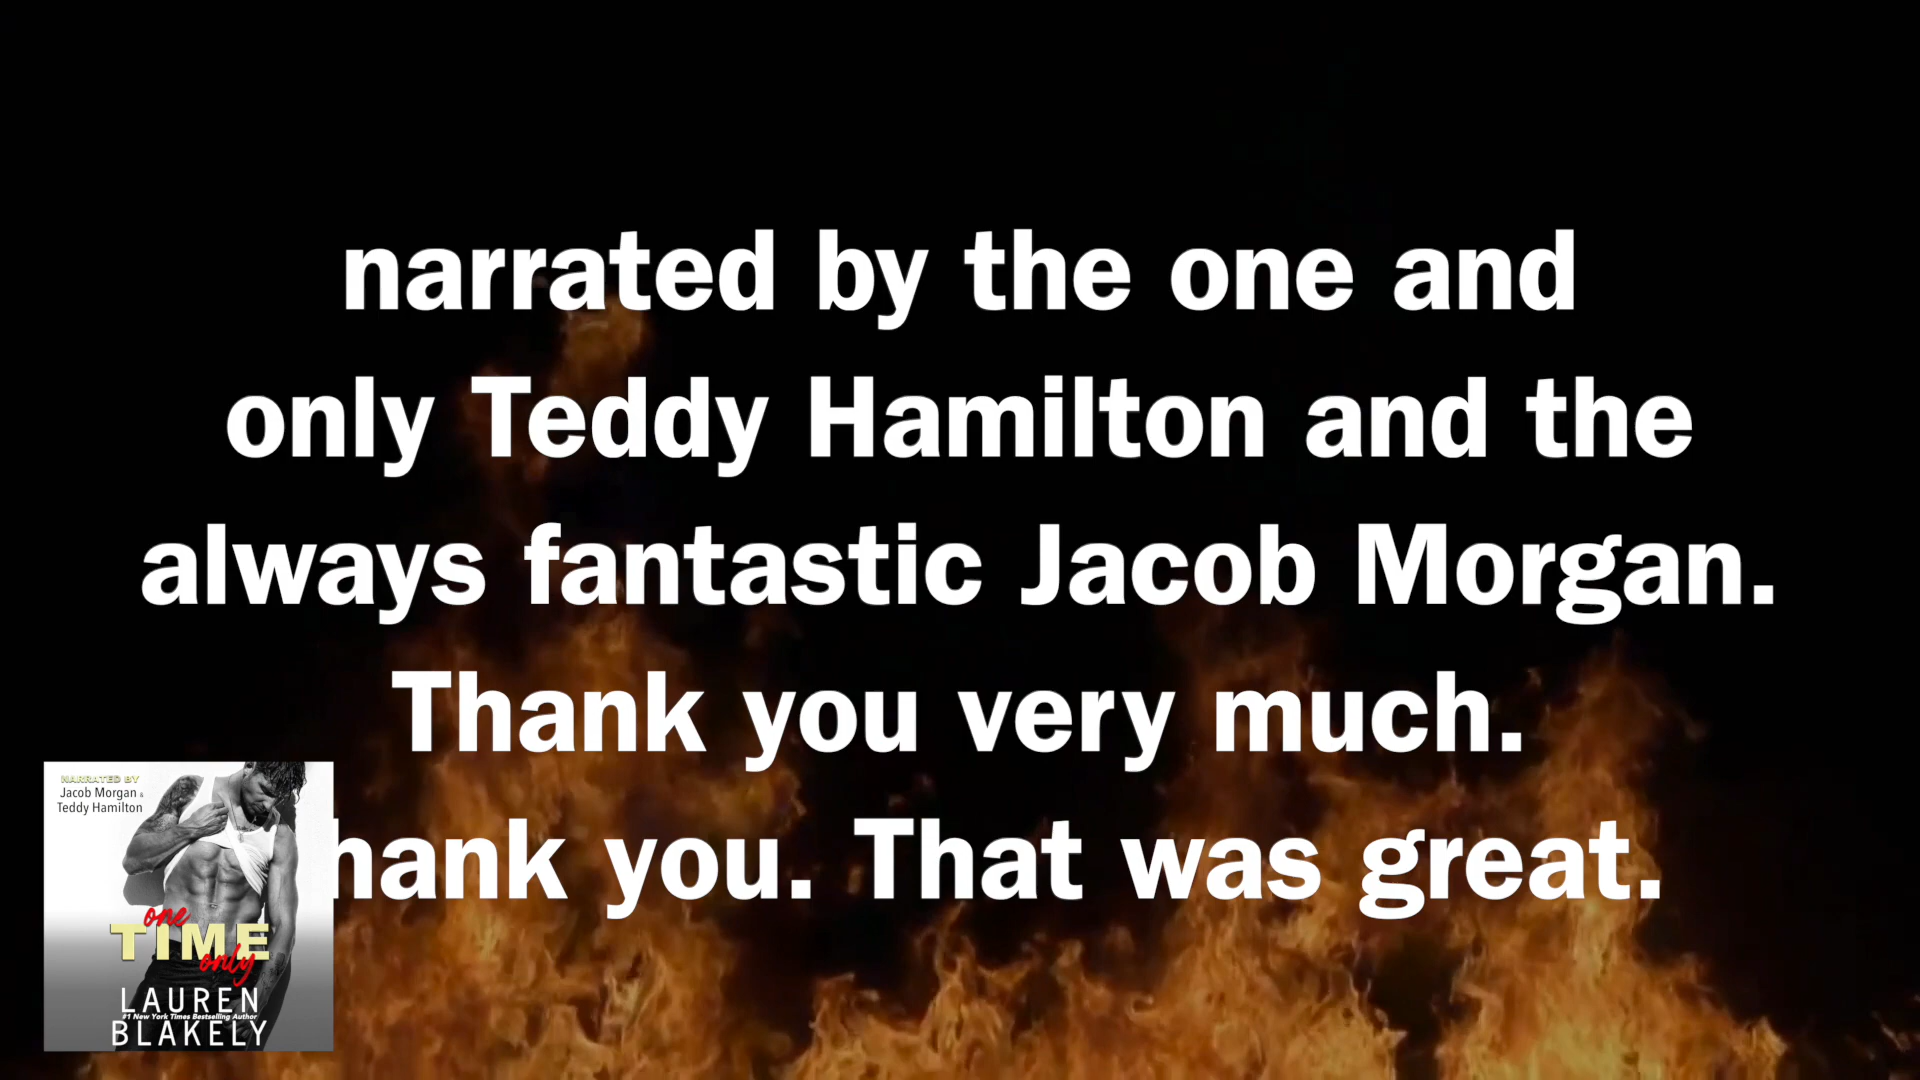 narrated by the one and
only Teddy Hamilton and the
always fantastic Jacob Morgan.
Thank you very much.
hank you. That was great.
NARRATED BY
Jacob Morgan &
Teddy Hamilton
one
TIME
only
LAUREN
#1 New York Times Bestselling Author
BLAKELY